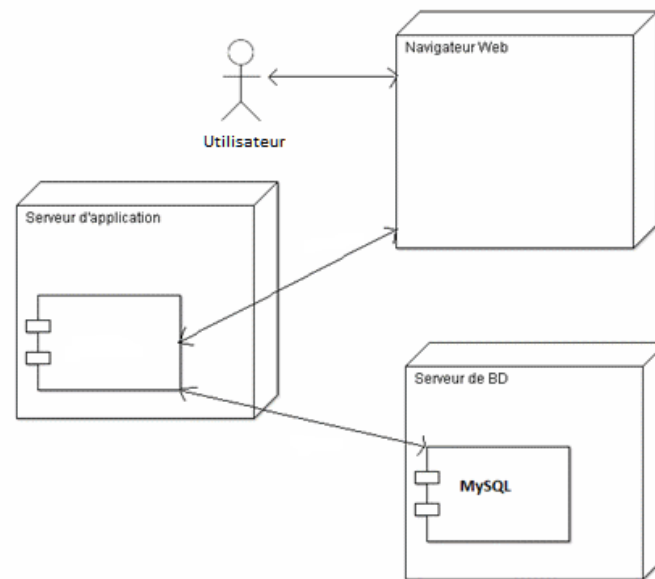 Navigateur Web
Utilisateur
Serveur d'application
Serveur de BD
MySQL